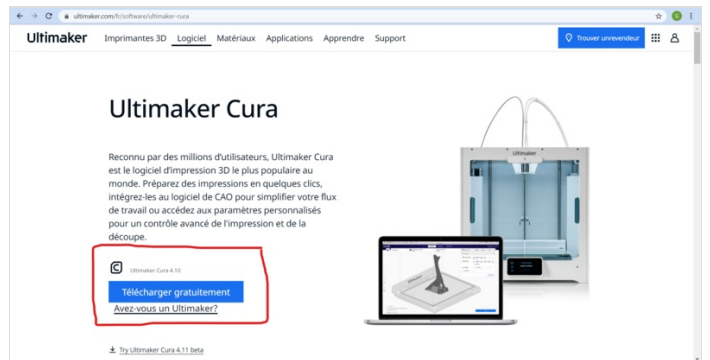 ultimaker.com/fr/software/ultimaker-cura
Ultimaker Imprimantes 3D Logiciel Matériaux Applications Apprendre Support Trouver unrevendeur
Ultimaker Cura
Reconnu par des millions d'utilisateurs, Ultimaker Cura
est le logiciel d'impression 3D le plus populaire au
monde. Préparez des impressions en quelques clics,
intégrez-les au logiciel de CAO pour simplifier votre flux
de travail ou accédez aux paramètres personnalisés
pour un contrôle avancé de l'impression et de la
découpe.
Ultimaker Cura 4.10
Télécharger gratuitement
Avez-vous un Ultimaker?
Try Ultimaker Cura 4.11 beta
Ultimaker